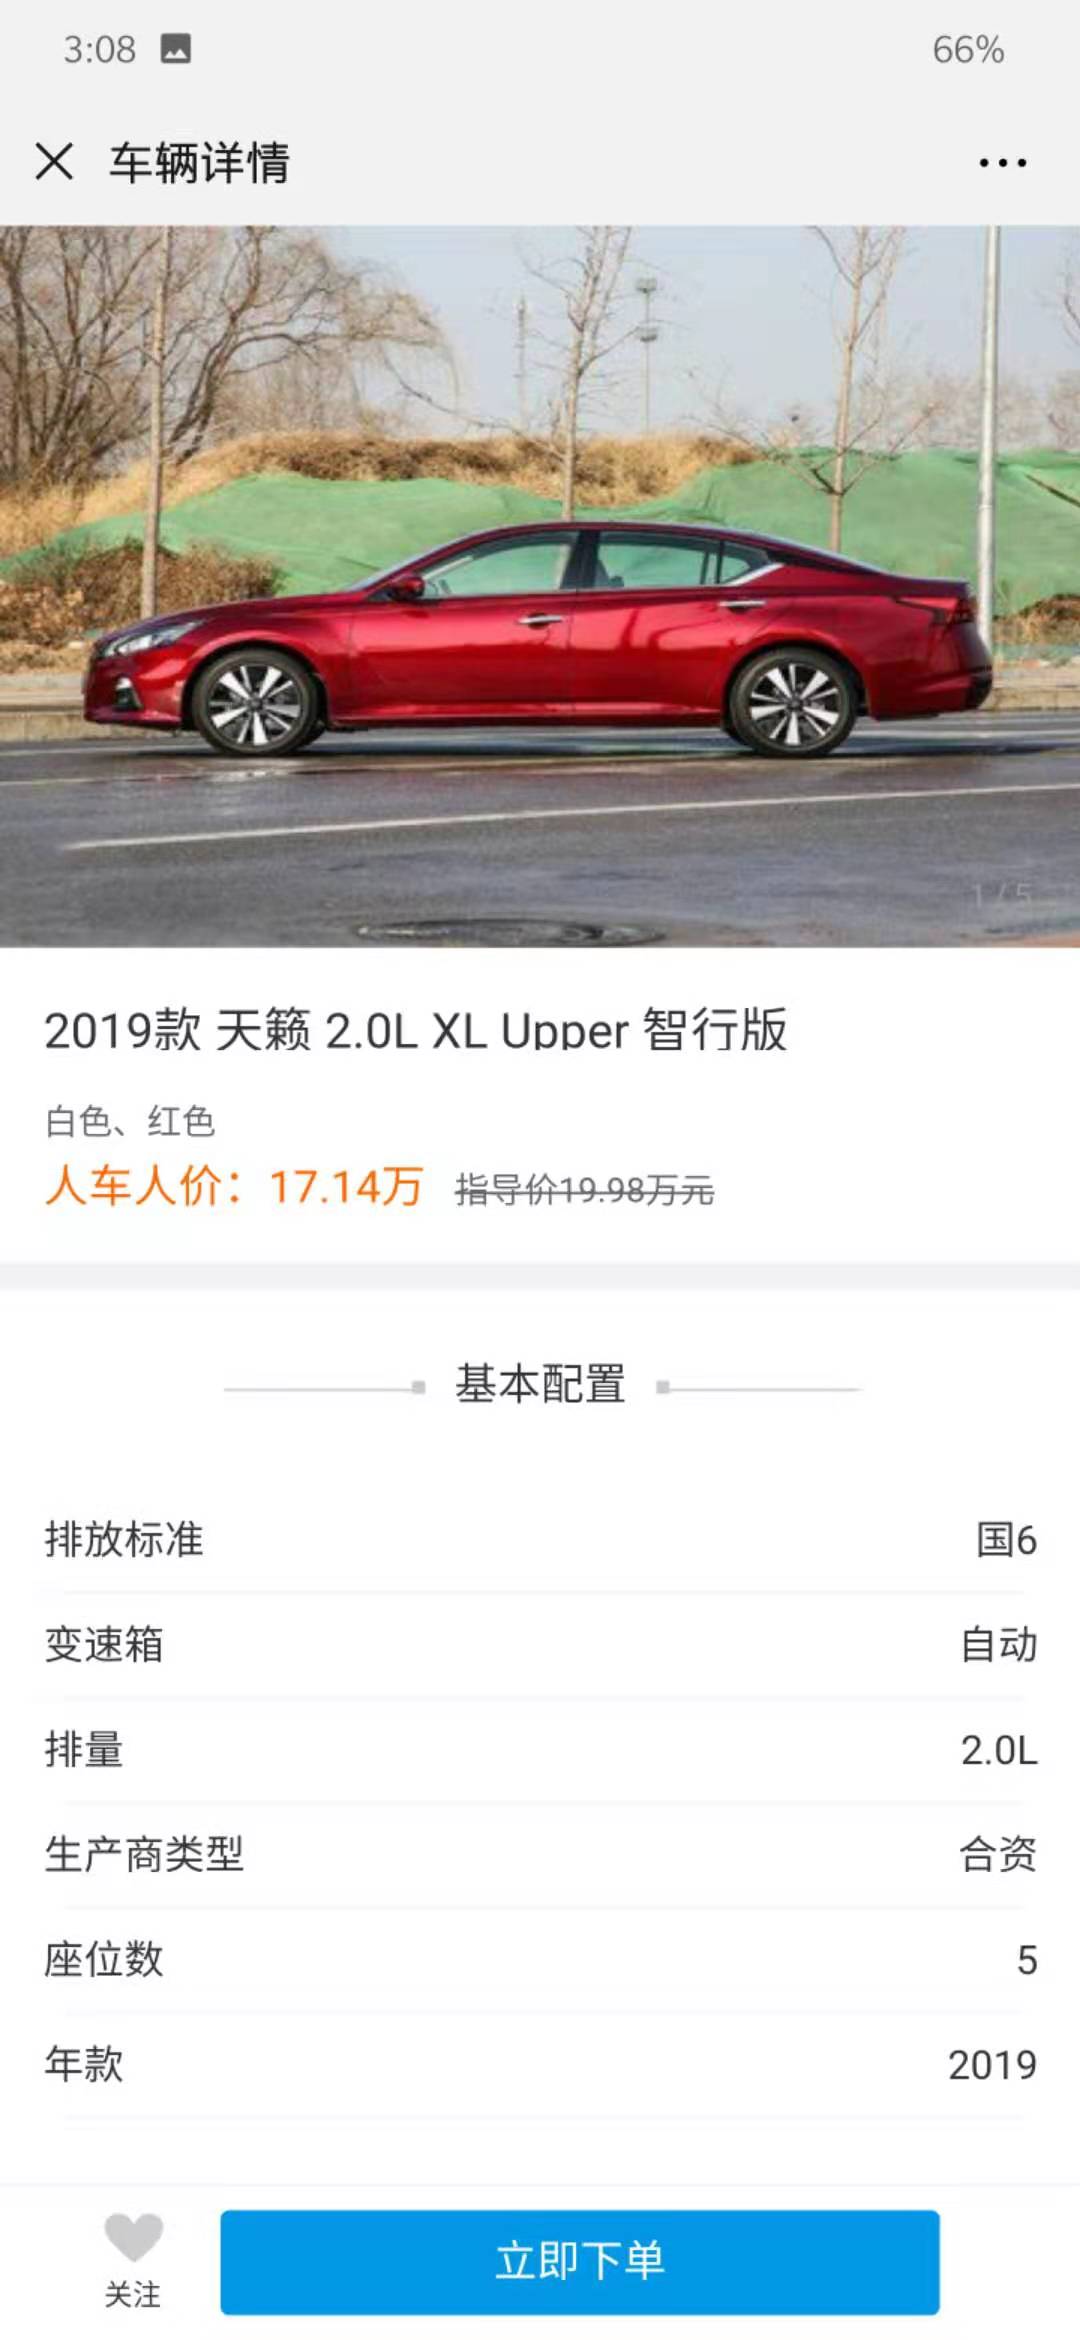 3:08
66%
车辆详情
1 / 5
2019款 天籁 2.0L XL Upper 智行版
白色、红色
人车人价：17.14万 指导价19.98万元
基本配置
排放标准 国6
变速箱 自动
排量 2.0L
生产商类型 合资
座位数 5
年款 2019
关注
立即下单